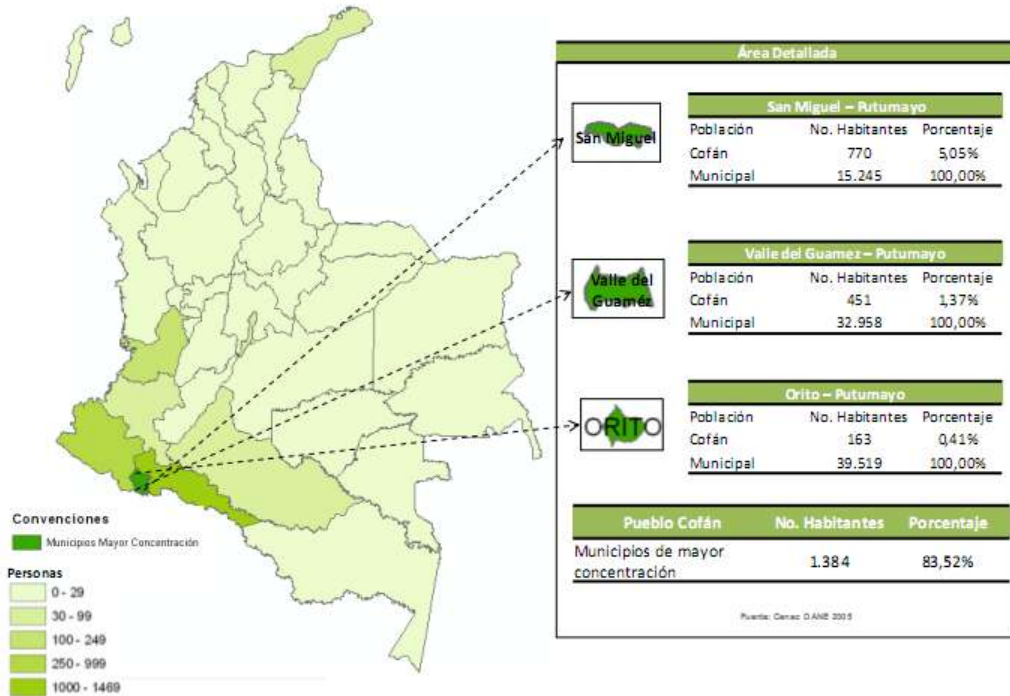 Área Detallada
San Miguel
San Miguel – Putumayo
Población No. Habitantes Porcentaje
Cofán 770 5,05%
Municipal 15.245 100,00%
Valle del
Guaméz
Valle del Guamez – Putumayo
Población No. Habitantes Porcentaje
Cofán 451 1,37%
Municipal 32.958 100,00%
ORITO
Orito – Putumayo
Población No. Habitantes Porcentaje
Cofán 163 0,41%
Municipal 39.519 100,00%
Pueblo Cofán No. Habitantes Porcentaje
Municipios de mayor
concentración 1.384 83,52%
Fuente: Censo DANE 2005
Convenciones
Municipios Mayor Concentración
Personas
0 - 29
30 - 99
100 - 249
250 - 999
1000 - 1469